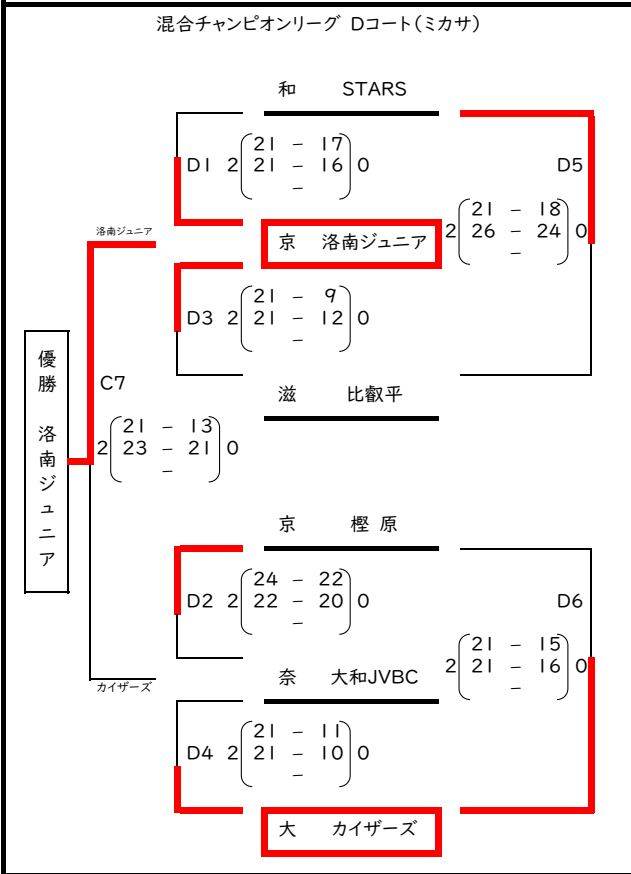 混合チャンピオンリーグ Dコート(ミカサ)
和 STARS
21 - 17
D1 2 21 - 16 0 D5
-
洛南ジュニア
21 - 18
京 洛南ジュニア 2 26 - 24 0
-
21 - 9
D3 2 21 - 12 0
-
優勝 洛南ジュニア
C7
滋 比叡平
21 - 13
2 23 - 21 0
-
京 樫原
24 - 22
D2 2 22 - 20 0 D6
-
21 - 15
奈 大和JVBC 2 21 - 16 0
-
カイザーズ
21 - 11
D4 2 21 - 10 0
-
大 カイザーズ